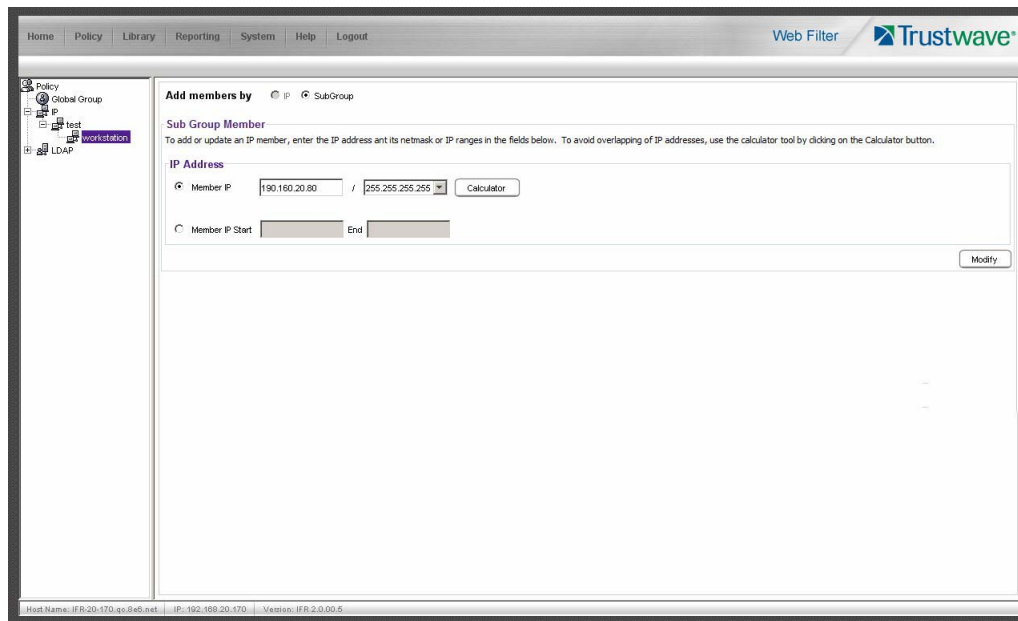 Home Policy Library Reporting System Help Logout
Web Filter Trustwave®
Policy
Global Group
IP
test
workstation
LDAP
Add members by IP SubGroup
Sub Group Member
To add or update an IP member, enter the IP address ant its netmask or IP ranges in the fields below. To avoid overlapping of IP addresses, use the calculator tool by clicking on the Calculator button.
IP Address
Member IP 190.160.20.80 / 255.255.255.255 Calculator
Member IP Start End
Modify
Host Name: IFR-20-170.qc.8e6.net IP: 192.168.20.170 Version: IFR 2.0.00.5